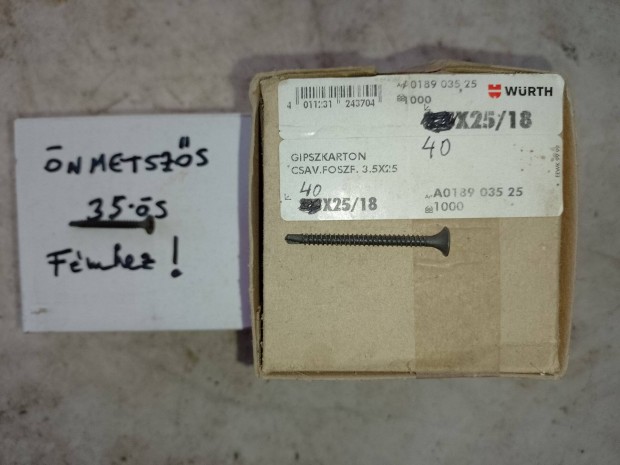 ÖNMETSZŐS
35-ÖS
Fémhez!
A0189 035 25
1000
WÜRTH
4 011231 243704
X25/18
40
GIPSZKARTON
CSAV.FOSZF. 3.5X25
40
X25/18
A0189 035 25
1000